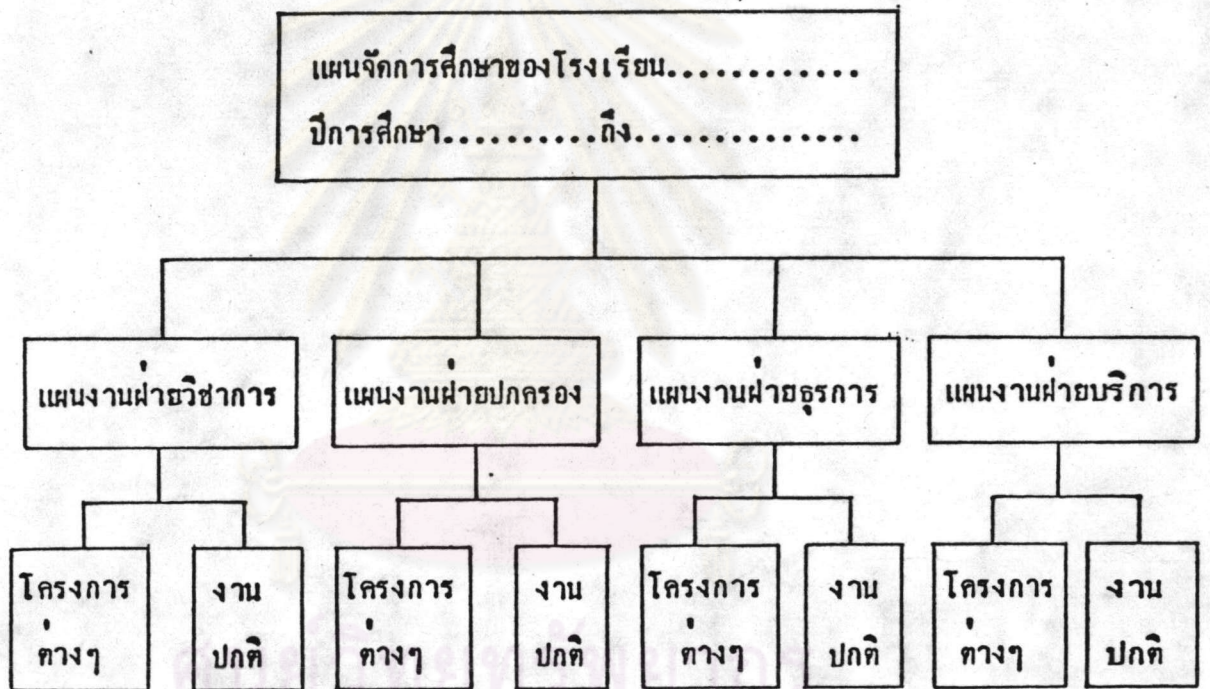 แผนจัดการศึกษาของโรงเรียน.............
ปีการศึกษา..........ถึง..............
แผนงานฝ่ายวิชาการ
แผนงานฝ่ายปกครอง
แผนงานฝ่ายธุรการ
แผนงานฝ่ายบริการ
โครงการ
ต่างๆ
งาน
ปกติ
โครงการ
ต่างๆ
งาน
ปกติ
โครงการ
ต่างๆ
งาน
ปกติ
โครงการ
ต่างๆ
งาน
ปกติ